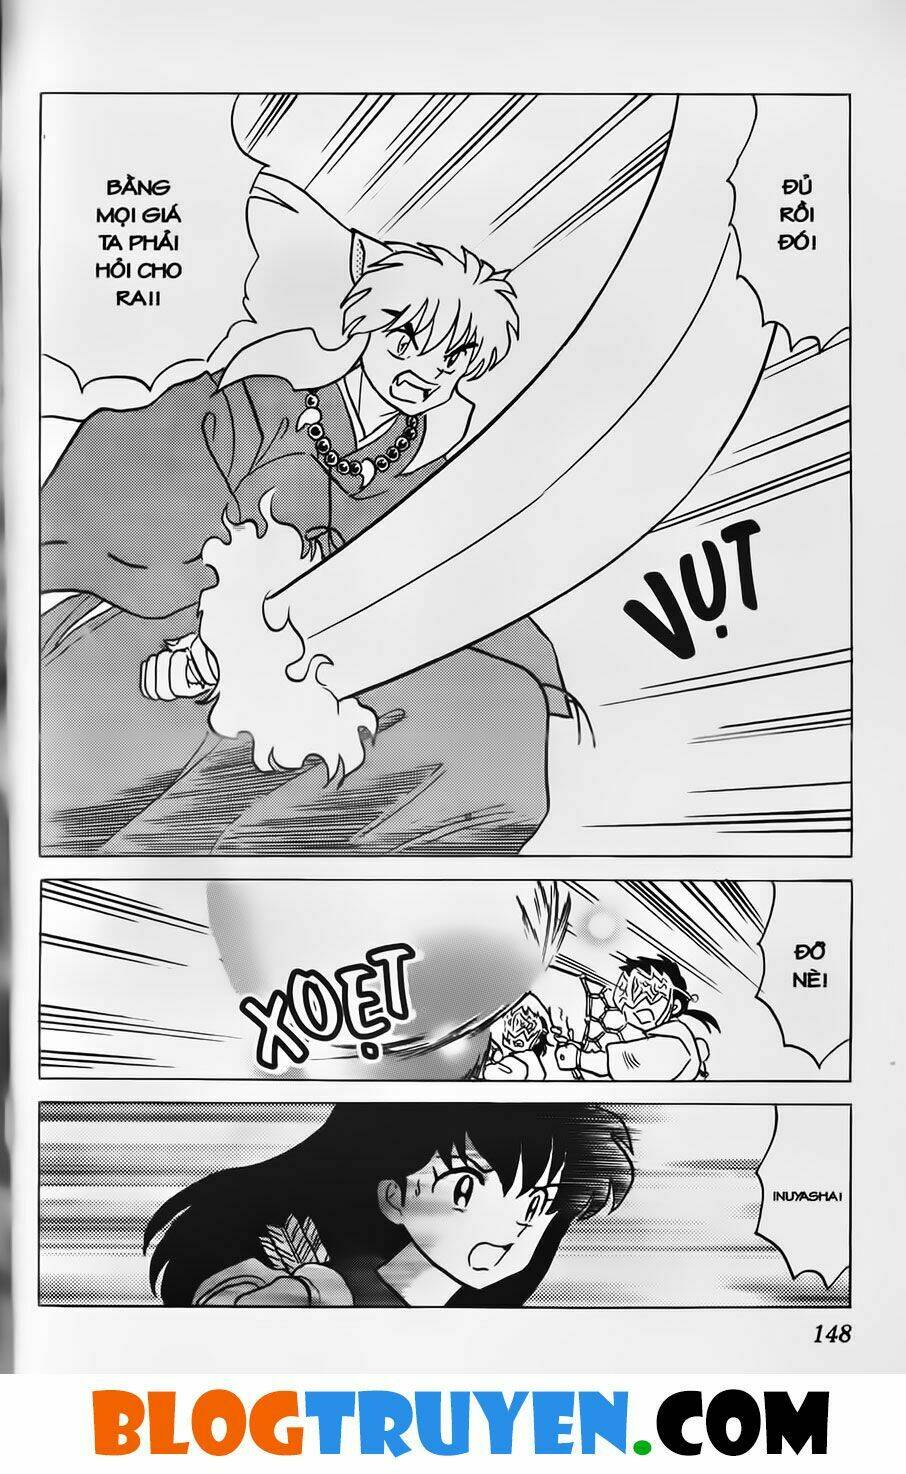 ĐỦ
RỒI
ĐÓ!
BẰNG
MỌI GIÁ
TA PHẢI
HỎI CHO
RA!!
VỤT
ĐỠ
NÈ!
XOẸT
INUYASHA!
148
BLOGTRUYEN.COM